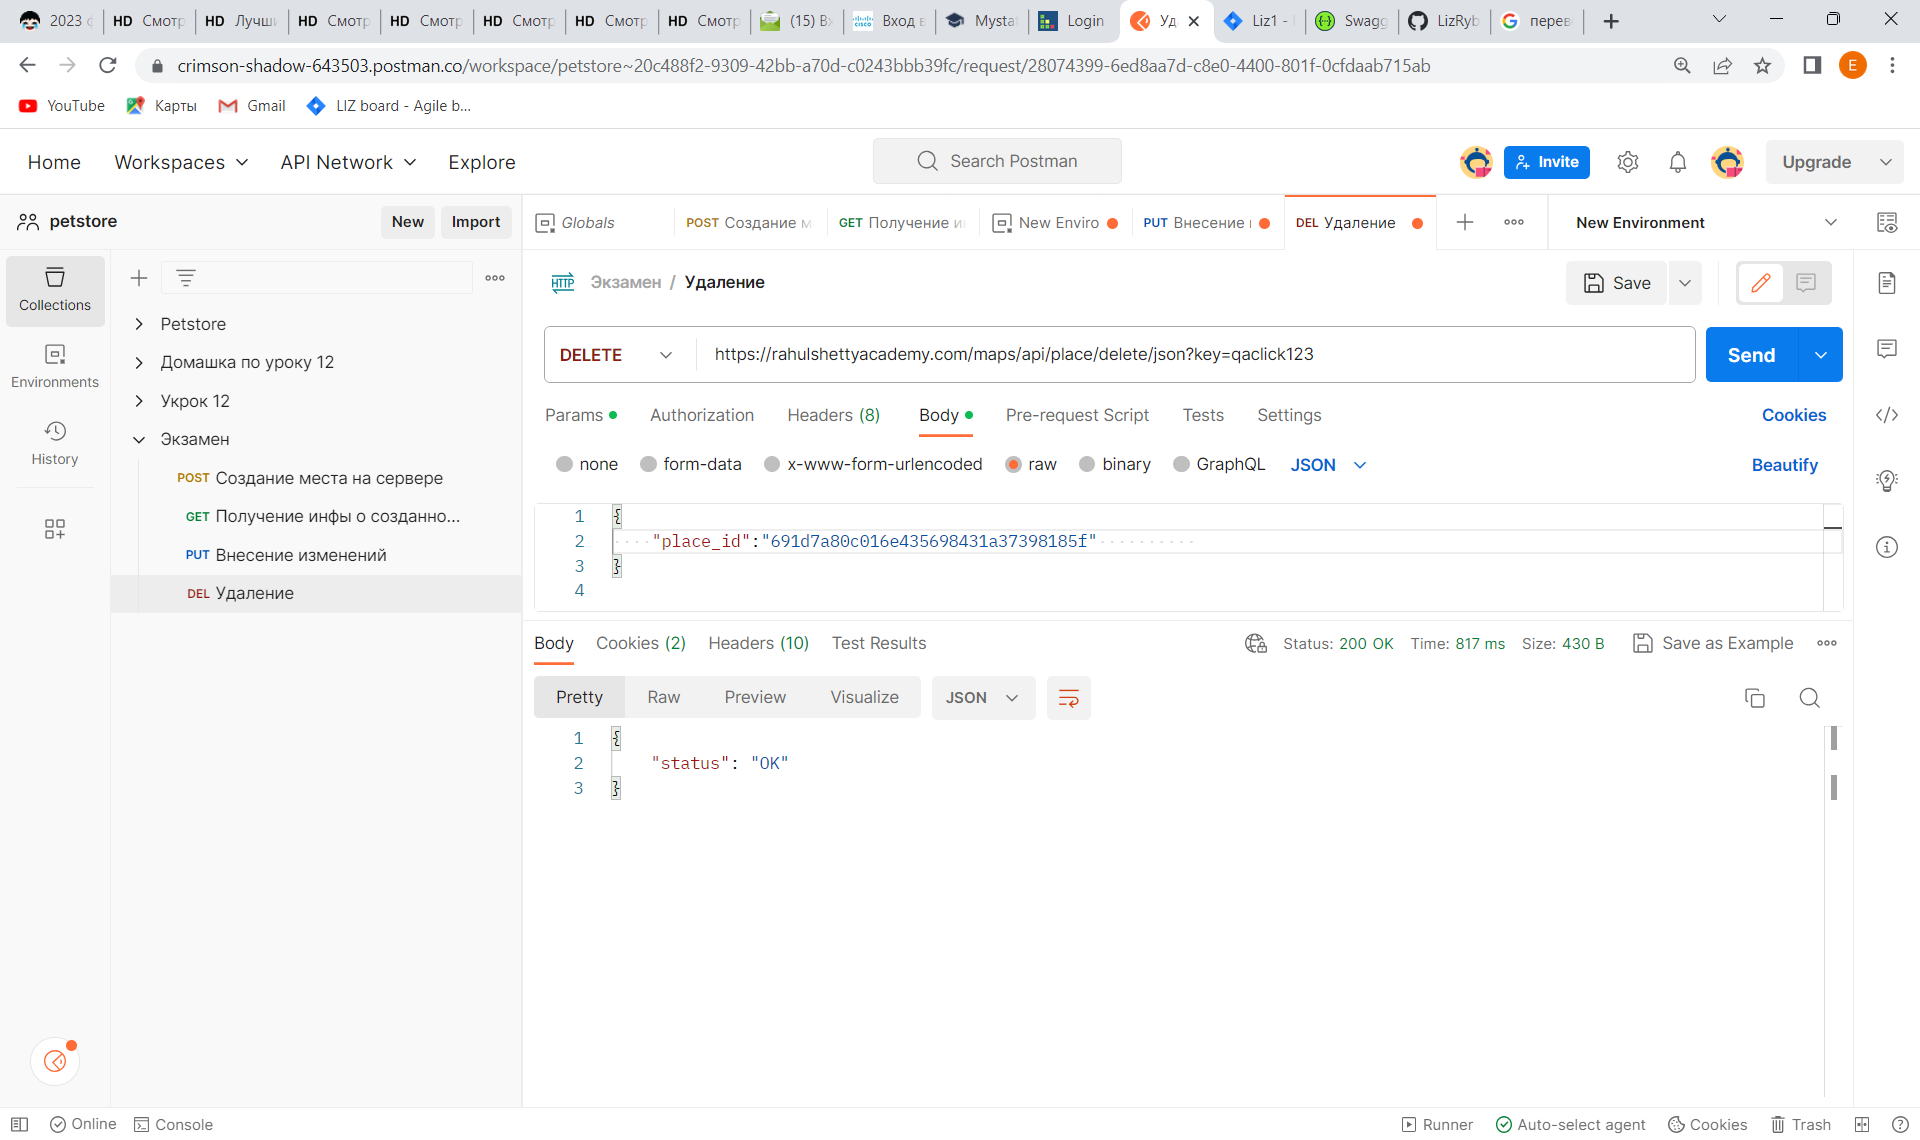 2023 ф HD Смотр HD Лучши HD Смотр HD Смотр HD Смотр HD Смотр HD Смотр (15) Вх Вход в Mysta Login Уд Liz1 - Swagg LizRyb перев
crimson-shadow-643503.postman.co/workspace/petstore~20c488f2-9309-42bb-a70d-c0243bbb39fc/request/28074399-6ed8aa7d-c8e0-4400-801f-0cfdaab715ab
E
YouTube Карты Gmail LIZ board - Agile b...
Home Workspaces API Network Explore Search Postman Invite Upgrade
petstore New Import Globals POST Создание м GET Получение и New Enviro PUT Внесение DEL Удаление New Environment
Collections
Environments
History
Petstore
Домашка по уроку 12
Укрок 12
Экзамен
POST Создание места на сервере
GET Получение инфы о созданно...
PUT Внесение изменений
DEL Удаление
HTTP Экзамен / Удаление Save
DELETE https://rahulshettyacademy.com/maps/api/place/delete/json?key=qaclick123 Send
Params Authorization Headers (8) Body Pre-request Script Tests Settings Cookies
none form-data x-www-form-urlencoded raw binary GraphQL JSON Beautify
1 {
2 "place_id":"691d7a80c016e435698431a37398185f"
3 }
4
Body Cookies (2) Headers (10) Test Results Status: 200 OK Time: 817 ms Size: 430 B Save as Example
Pretty Raw Preview Visualize JSON
1 {
2 "status": "OK"
3 }
Online Console Runner Auto-select agent Cookies Trash